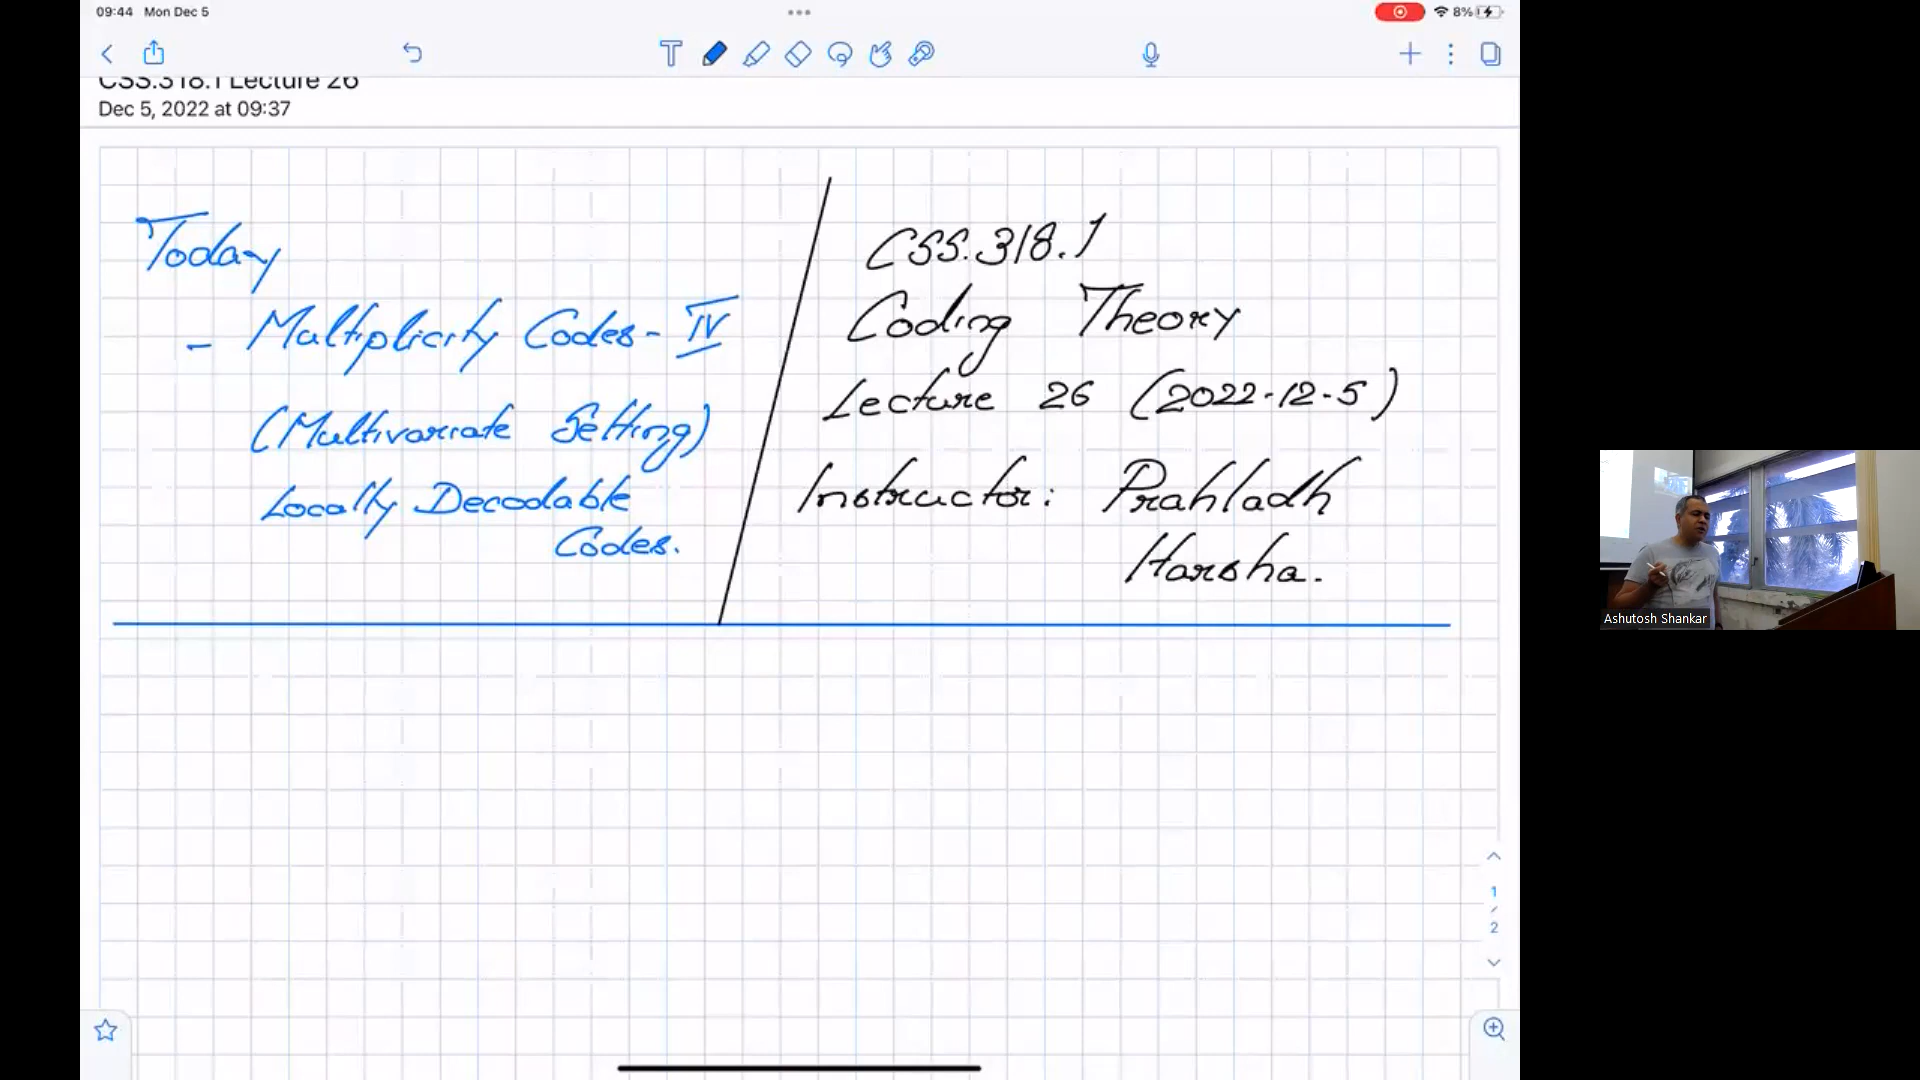 09:44 Mon Dec 5
8%
CSS.318.1 Lecture 26
Dec 5, 2022 at 09:37
Today
- Multiplicity Codes - IV
(Multivariate Setting)
Locally Decodable
Codes.
CSS.318.1
Coding Theory
Lecture 26 (2022-12-5)
Instructor: Prahladh
Harsha.
Ashutosh Shankar
1
/
2